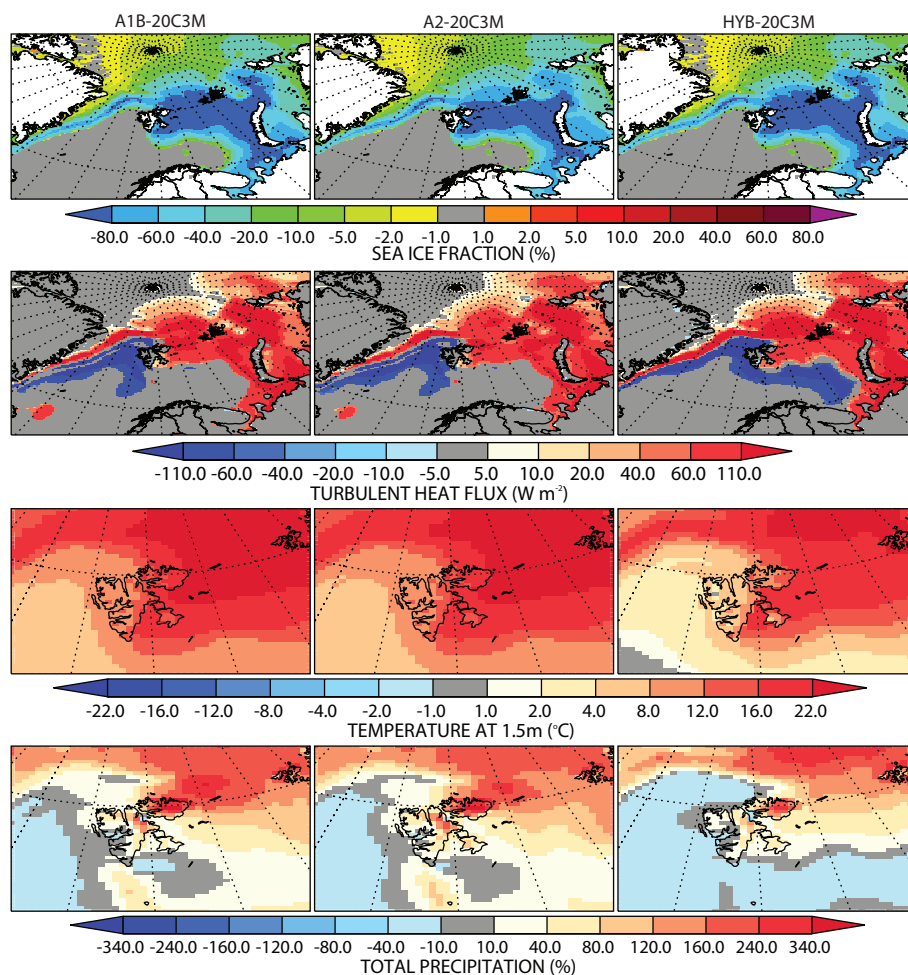 A1B-20C3M A2-20C3M HYB-20C3M
-80.0 -60.0 -40.0 -20.0 -10.0 -5.0 -2.0 -1.0 1.0 2.0 5.0 10.0 20.0 40.0 60.0 80.0
SEA ICE FRACTION (%)
-110.0 -60.0 -40.0 -20.0 -10.0 -5.0 5.0 10.0 20.0 40.0 60.0 110.0
TURBULENT HEAT FLUX (W m⁻²)
-22.0 -16.0 -12.0 -8.0 -4.0 -2.0 -1.0 1.0 2.0 4.0 8.0 12.0 16.0 22.0
TEMPERATURE AT 1.5m (°C)
-340.0 -240.0 -160.0 -120.0 -80.0 -40.0 -10.0 10.0 40.0 80.0 120.0 160.0 240.0 340.0
TOTAL PRECIPITATION (%)